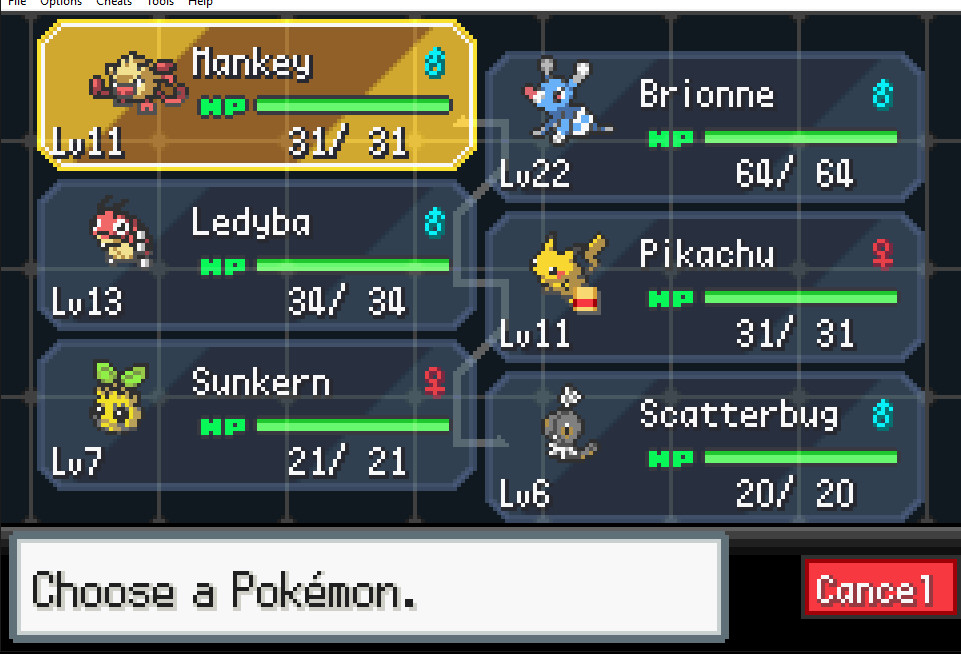 File Options Cheats Tools Help
Mankey
HP
Lv11 31/ 31
Brionne
HP
Lv22 64/ 64
Ledyba
HP
Lv13 34/ 34
Pikachu
HP
Lv11 31/ 31
Sunkern
HP
Lv7 21/ 21
Scatterbug
HP
Lv6 20/ 20
Choose a Pokémon.
Cancel